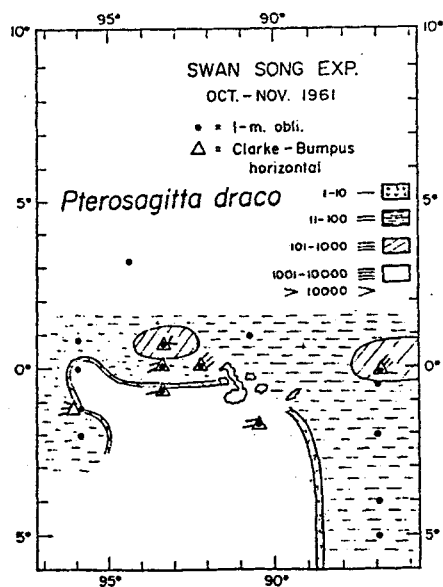 95° 90°
10° 10°
SWAN SONG EXP.
OCT.-NOV. 1961
• = 1-m. obli.
△ = Clarke-Bumpus
horizontal
Pterosagitta draco
1-10
11-100
101-1000
1001-10000
> 10000 >
5° 5°
0° 0°
5° 5°
95° 90°